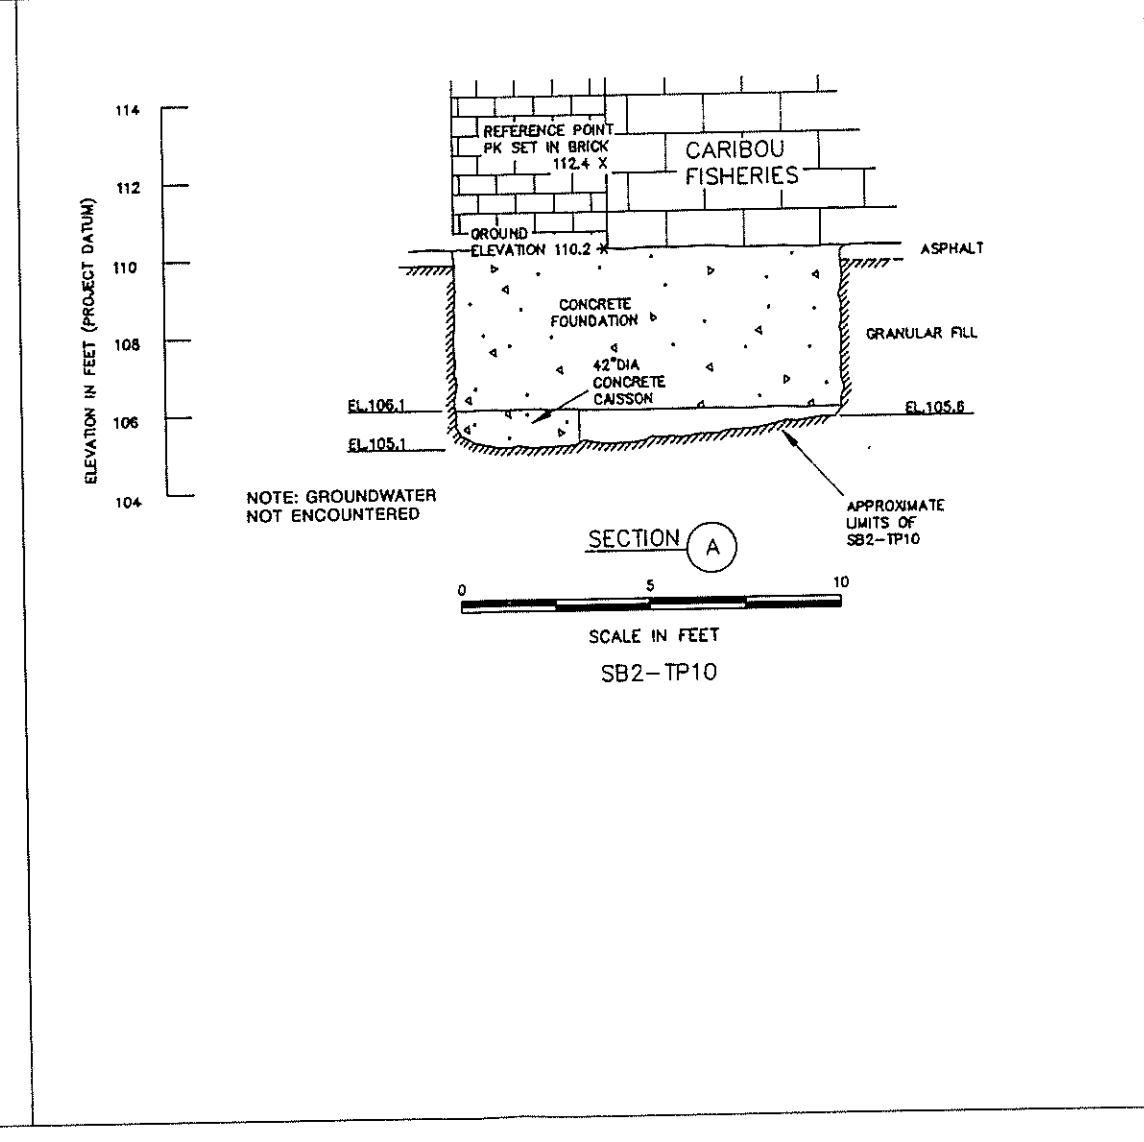 114
112
110
108
106
104
ELEVATION IN FEET (PROJECT DATUM)
REFERENCE POINT
PK SET IN BRICK
112.4 X
CARIBOU
FISHERIES
GROUND
ELEVATION 110.2 X
ASPHALT
CONCRETE
FOUNDATION
GRANULAR FILL
42"DIA
CONCRETE
CAISSON
EL.106.1
EL.105.6
EL.105.1
NOTE: GROUNDWATER
NOT ENCOUNTERED
APPROXIMATE
LIMITS OF
SB2-TP10
SECTION A
0 5 10
SCALE IN FEET
SB2-TP10